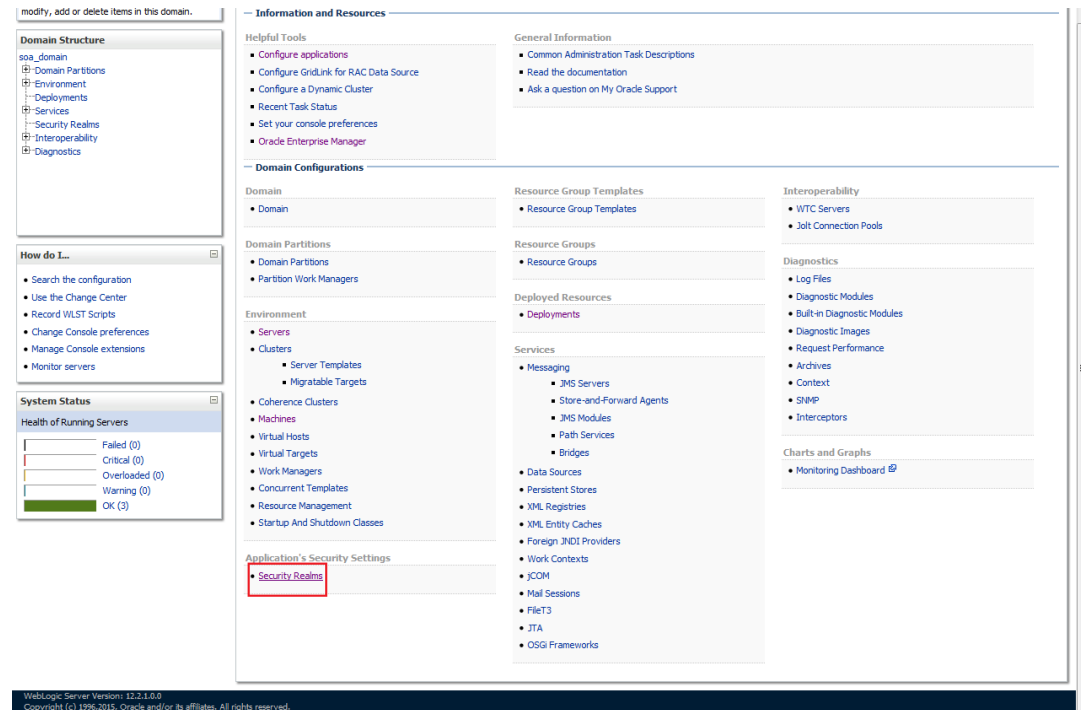 modify, add or delete items in this domain.
Domain Structure
soa_domain
Domain Partitions
Environment
Deployments
Services
Security Realms
Interoperability
Diagnostics
How do I...
Search the configuration
Use the Change Center
Record WLST Scripts
Change Console preferences
Manage Console extensions
Monitor servers
System Status
Health of Running Servers
Failed (0)
Critical (0)
Overloaded (0)
Warning (0)
OK (3)
Information and Resources
Helpful Tools
Configure applications
Configure GridLink for RAC Data Source
Configure a Dynamic Cluster
Recent Task Status
Set your console preferences
Oracle Enterprise Manager
General Information
Common Administration Task Descriptions
Read the documentation
Ask a question on My Oracle Support
Domain Configurations
Domain
Domain
Domain Partitions
Domain Partitions
Partition Work Managers
Environment
Servers
Clusters
Server Templates
Migratable Targets
Coherence Clusters
Machines
Virtual Hosts
Virtual Targets
Work Managers
Concurrent Templates
Resource Management
Startup And Shutdown Classes
Application's Security Settings
Security Realms
Resource Group Templates
Resource Group Templates
Resource Groups
Resource Groups
Deployed Resources
Deployments
Services
Messaging
JMS Servers
Store-and-Forward Agents
JMS Modules
Path Services
Bridges
Data Sources
Persistent Stores
XML Registries
XML Entity Caches
Foreign JNDI Providers
Work Contexts
jCOM
Mail Sessions
FileT3
JTA
OSGi Frameworks
Interoperability
WTC Servers
Jolt Connection Pools
Diagnostics
Log Files
Diagnostic Modules
Built-in Diagnostic Modules
Diagnostic Images
Request Performance
Archives
Context
SNMP
Interceptors
Charts and Graphs
Monitoring Dashboard
WebLogic Server Version: 12.2.1.0.0
Copyright (c) 1996,2015, Oracle and/or its affiliates. All rights reserved.